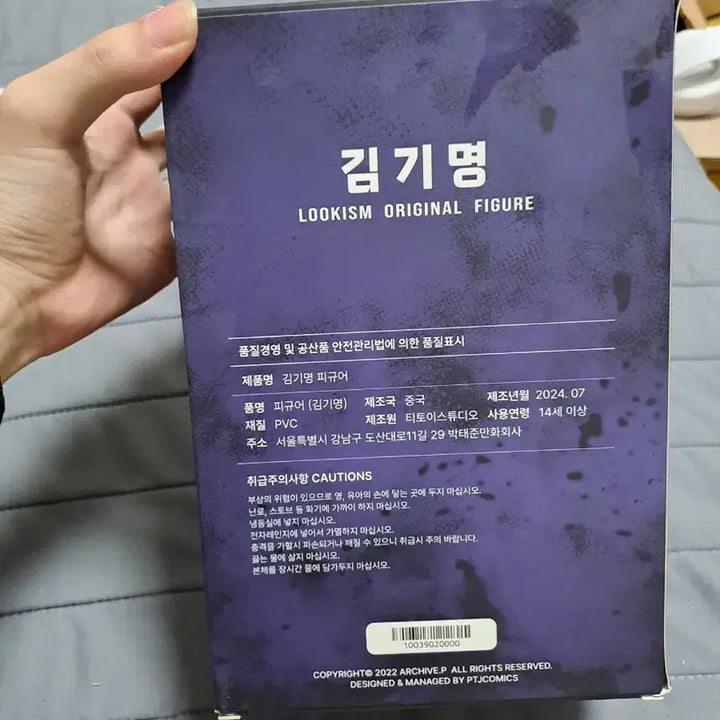 김기명
LOOKISM ORIGINAL FIGURE
품질경영 및 공산품 안전관리법에 의한 품질표시
제품명 김기명 피규어
품명 피규어 (김기명) 제조국 중국 제조년월 2024. 07
재질 PVC 제조원 티토이스튜디오 사용연령 14세 이상
주소 서울특별시 강남구 도산대로11길 29 박태준만화회사
취급주의사항 CAUTIONS
부상의 위험이 있으므로 영, 유아의 손에 닿는 곳에 두지 마십시오.
난로, 스토브 등 화기에 가까이 하지 마십시오.
냉동실에 넣지 마십시오.
전자레인지에 넣어서 가열하지 마십시오.
충격을 가할시 파손되거나 깨질 수 있으니 취급시 주의 바랍니다.
끓는 물에 삶지 마십시오.
본체를 장시간 물에 담가두지 마십시오.
10039020000
COPYRIGHT© 2022 ARCHIVE.P ALL RIGHTS RESERVED.
DESIGNED & MANAGED BY PTJCOMICS